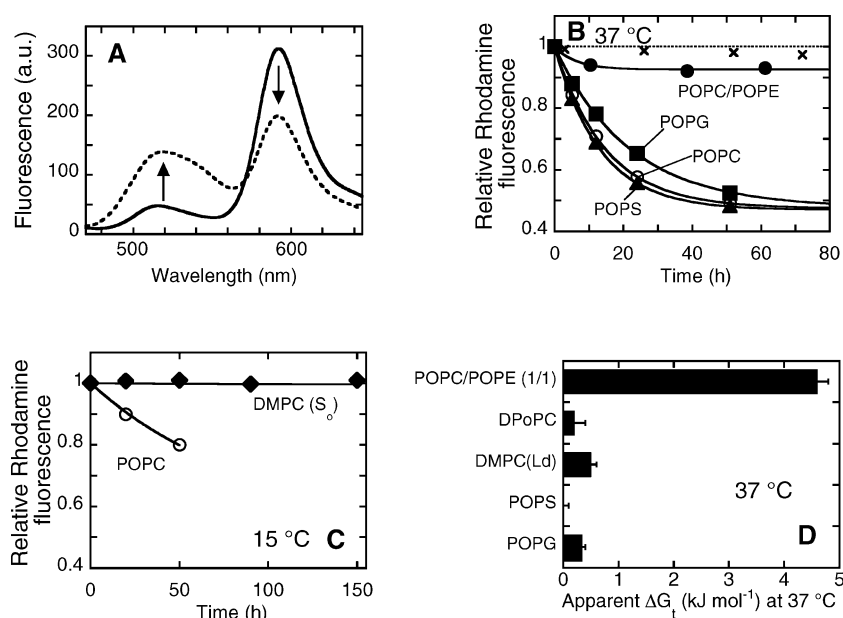 A
Fluorescence (a.u.)
300
200
100
0
500
600
Wavelength (nm)
B
37 °C
Relative Rhodamine
fluorescence
1
0.8
0.6
0.4
POPC/POPE
POPG
POPC
POPS
0
20
40
60
80
Time (h)
Relative Rhodamine
fluorescence
1
0.8
0.6
0.4
DMPC (So)
POPC
15 °C
C
0
50
100
150
Time (h)
POPC/POPE (1/1)
DPoPC
DMPC(Ld)
POPS
POPG
37 °C
D
0
1
2
3
4
5
Apparent ΔGt (kJ mol-1) at 37 °C